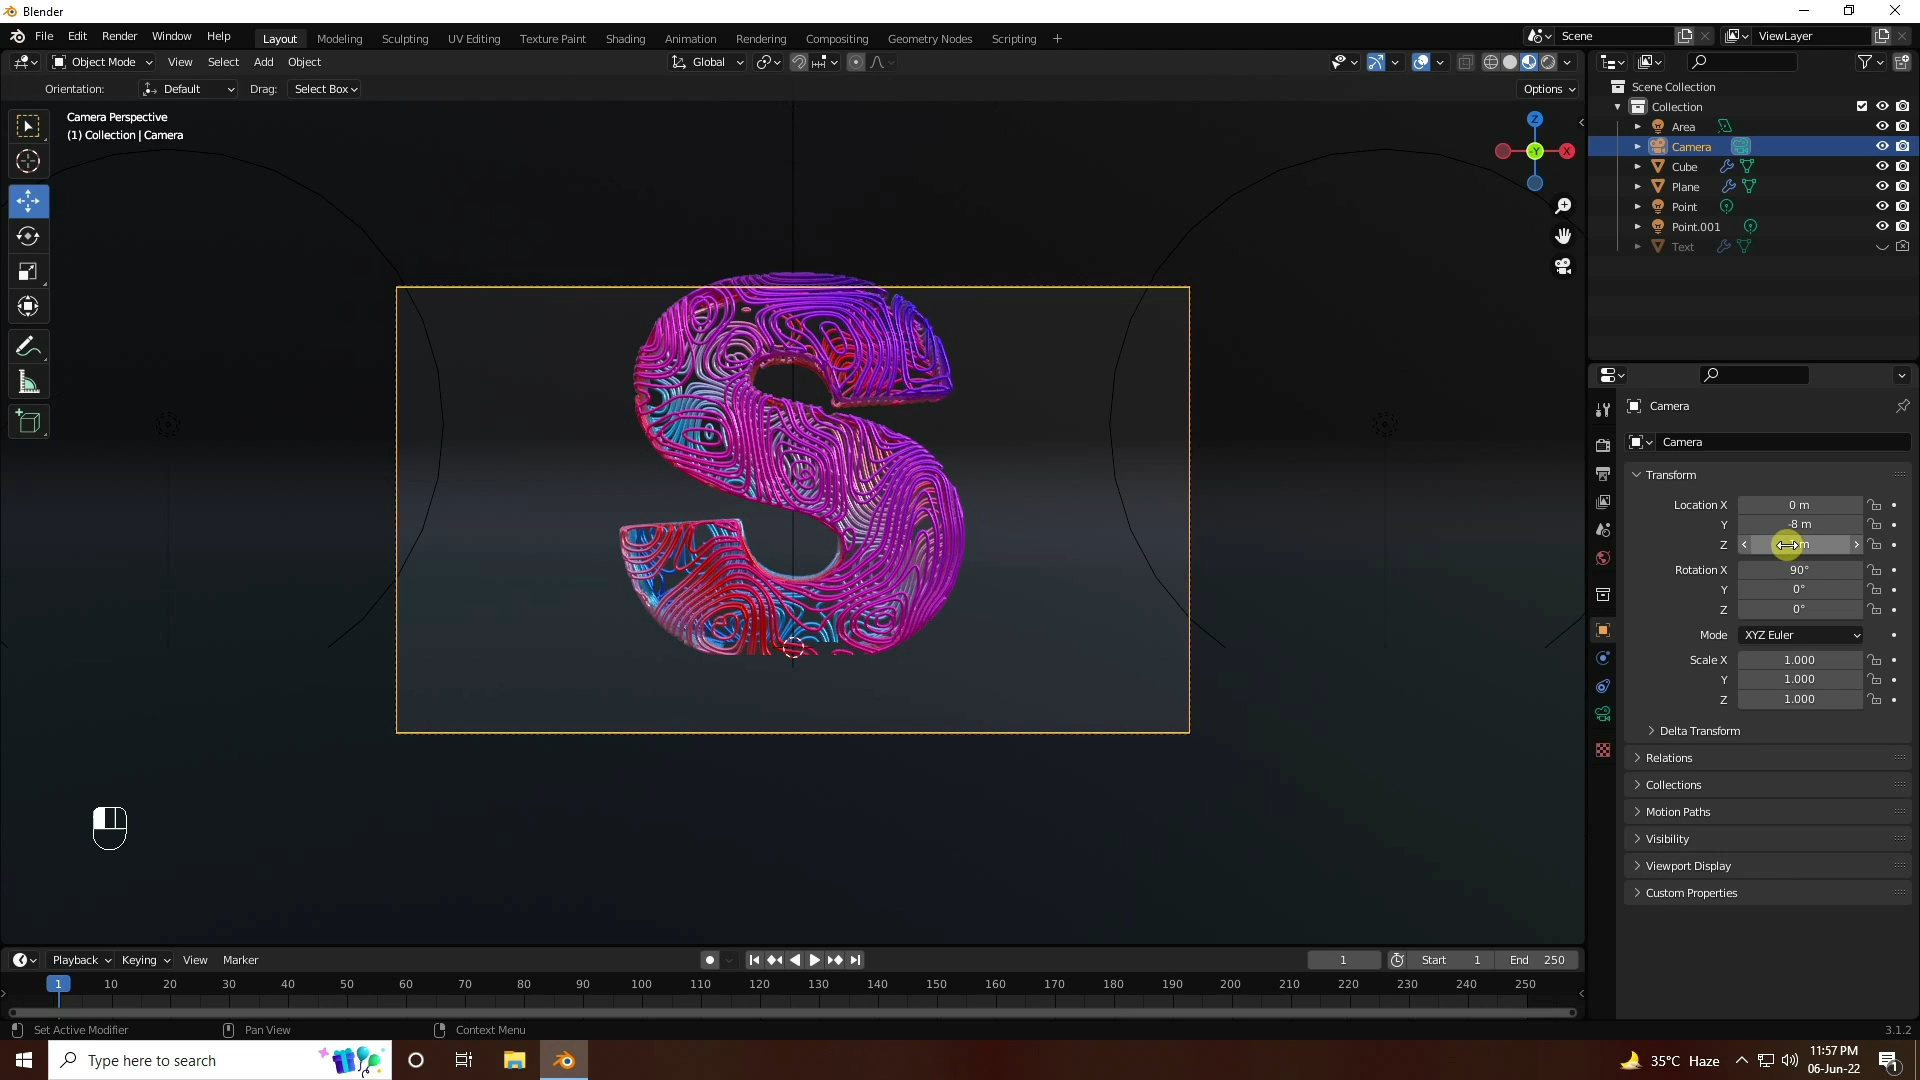 Blender
File Edit Render Window Help
Layout Modeling Sculpting UV Editing Texture Paint Shading Animation Rendering Compositing Geometry Nodes Scripting +
Scene
ViewLayer
Object Mode View Select Add Object
Global
Orientation: Default Drag: Select Box
Options
Camera Perspective
(1) Collection | Camera
Z
X
-Y
Scene Collection
Collection
Area
Camera
Cube
Plane
Point
Point.001
Text
Camera
Camera
Transform
Location X 0 m
Y -8 m
Z m
Rotation X 90°
Y 0°
Z 0°
Mode XYZ Euler
Scale X 1.000
Y 1.000
Z 1.000
Delta Transform
Relations
Collections
Motion Paths
Visibility
Viewport Display
Custom Properties
S
Playback Keying View Marker
1 Start 1 End 250
1 10 20 30 40 50 60 70 80 90 100 110 120 130 140 150 160 170 180 190 200 210 220 230 240 250
Set Active Modifier Pan View Context Menu
3.1.2
Type here to search
35°C Haze
11:57 PM
06-Jun-22
1